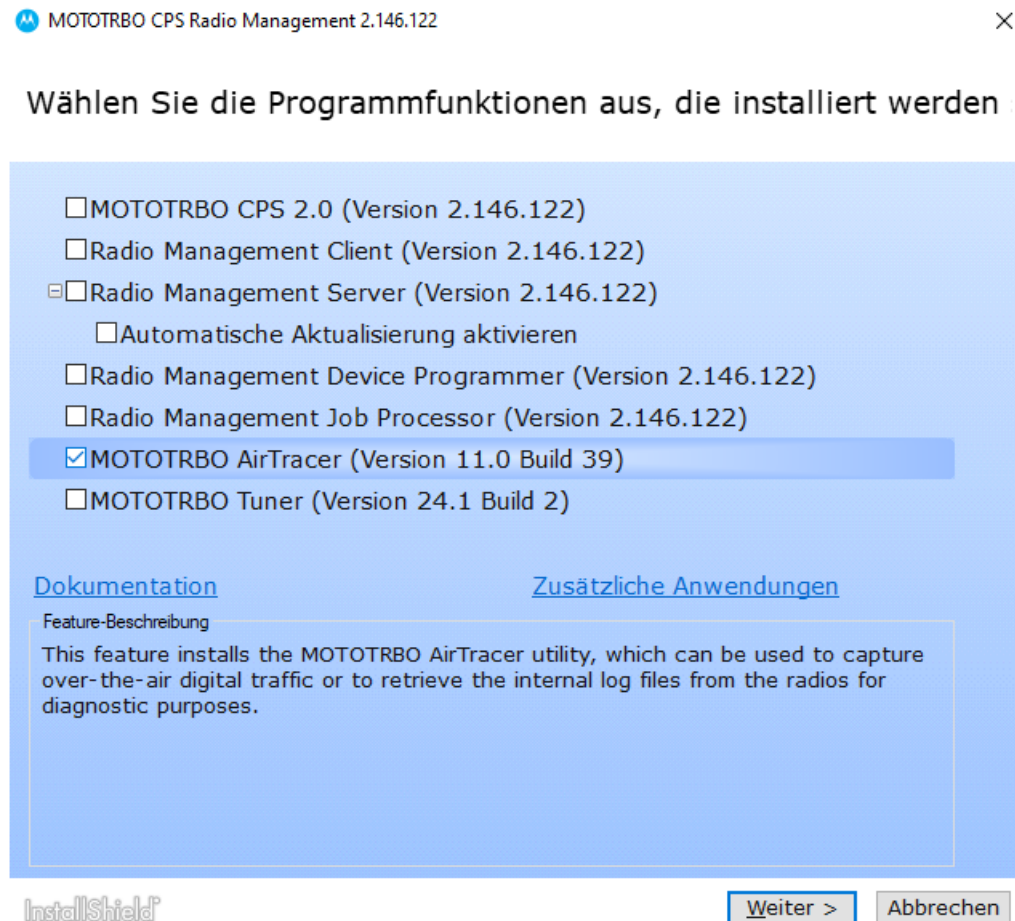 MOTOTRBO CPS Radio Management 2.146.122
Wählen Sie die Programmfunktionen aus, die installiert werden
MOTOTRBO CPS 2.0 (Version 2.146.122)
Radio Management Client (Version 2.146.122)
Radio Management Server (Version 2.146.122)
Automatische Aktualisierung aktivieren
Radio Management Device Programmer (Version 2.146.122)
Radio Management Job Processor (Version 2.146.122)
MOTOTRBO AirTracer (Version 11.0 Build 39)
MOTOTRBO Tuner (Version 24.1 Build 2)
Dokumentation Zusätzliche Anwendungen
Feature-Beschreibung
This feature installs the MOTOTRBO AirTracer utility, which can be used to capture
over-the-air digital traffic or to retrieve the internal log files from the radios for
diagnostic purposes.
InstallShield Weiter > Abbrechen